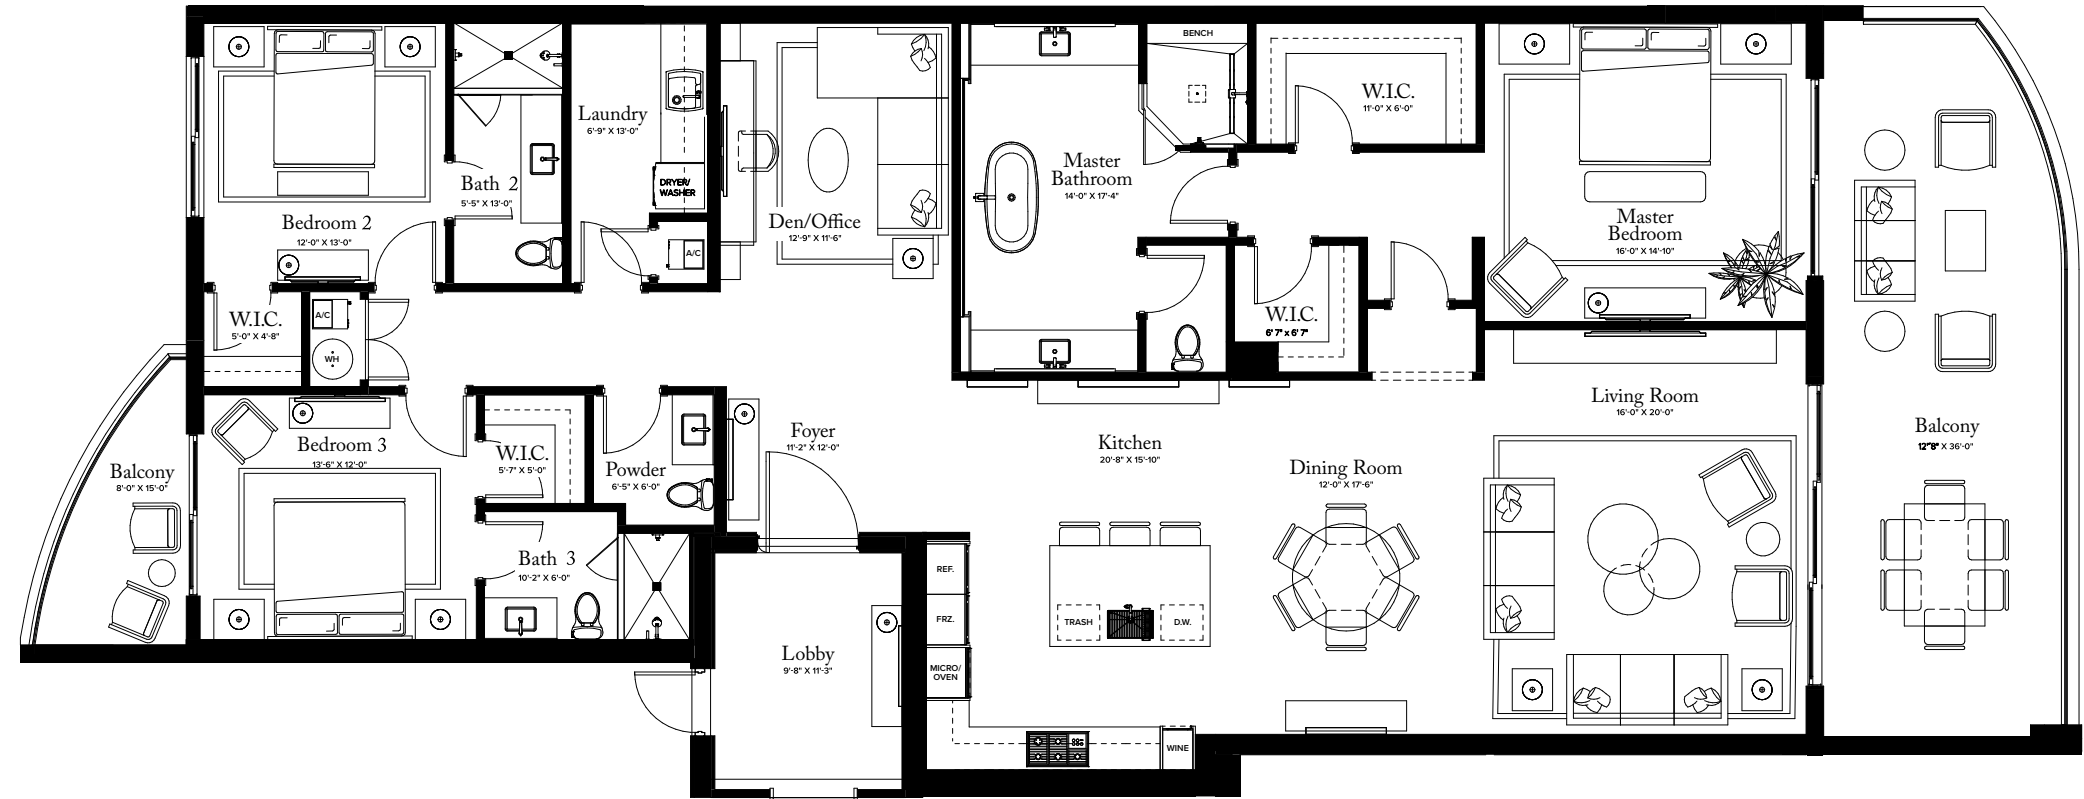 Bedroom 2
12'-0" X 13'-0"
Bath 2
5'-5" X 13'-0"
Laundry
6'-9" X 13'-0"
DRYER/
WASHER
A/C
Den/Office
12'-9" X 11'-6"
Master
Bathroom
14'-0" X 17'-4"
BENCH
W.I.C.
11'-0" X 6'-0"
Master
Bedroom
16'-0" X 14'-10"
W.I.C.
5'-0" X 4'-8"
A/C
WH
W.I.C.
6' 7" x 6' 7"
Balcony
8'-0" X 15'-0"
Bedroom 3
13'-6" X 12'-0"
W.I.C.
5'-7" X 5'-0"
Powder
6'-5" X 6'-0"
Foyer
11'-2" X 12'-0"
Kitchen
20'-8" X 15'-10"
Dining Room
12'-0" X 17'-6"
Living Room
16'-0" X 20'-0"
Balcony
12'8" X 36'-0"
Bath 3
10'-2" X 6'-0"
Lobby
9'-8" X 11'-3"
REF.
FRZ.
MICRO/
OVEN
TRASH
D.W.
WINE